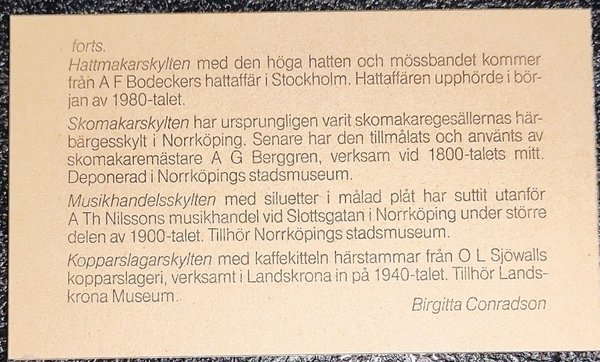 forts.
Hattmakarskylten med den höga hatten och mössbandet kommer
från A F Bodeckers hattaffär i Stockholm. Hattaffären upphörde i bör-
jan av 1980-talet.
Skomakarskylten har ursprungligen varit skomakaregesällernas här-
bärgesskylt i Norrköping. Senare har den tillmålats och använts av
skomakaremästare A G Berggren, verksam vid 1800-talets mitt.
Deponerad i Norrköpings stadsmuseum.
Musikhandelsskylten med siluetter i målad plåt har suttit utanför
A Th Nilssons musikhandel vid Slottsgatan i Norrköping under större
delen av 1900-talet. Tillhör Norrköpings stadsmuseum.
Kopparslagarskylten med kaffekitteln härstammar från O L Sjöwalls
kopparslageri, verksamt i Landskrona in på 1940-talet. Tillhör Lands-
krona Museum.
Birgitta Conradson